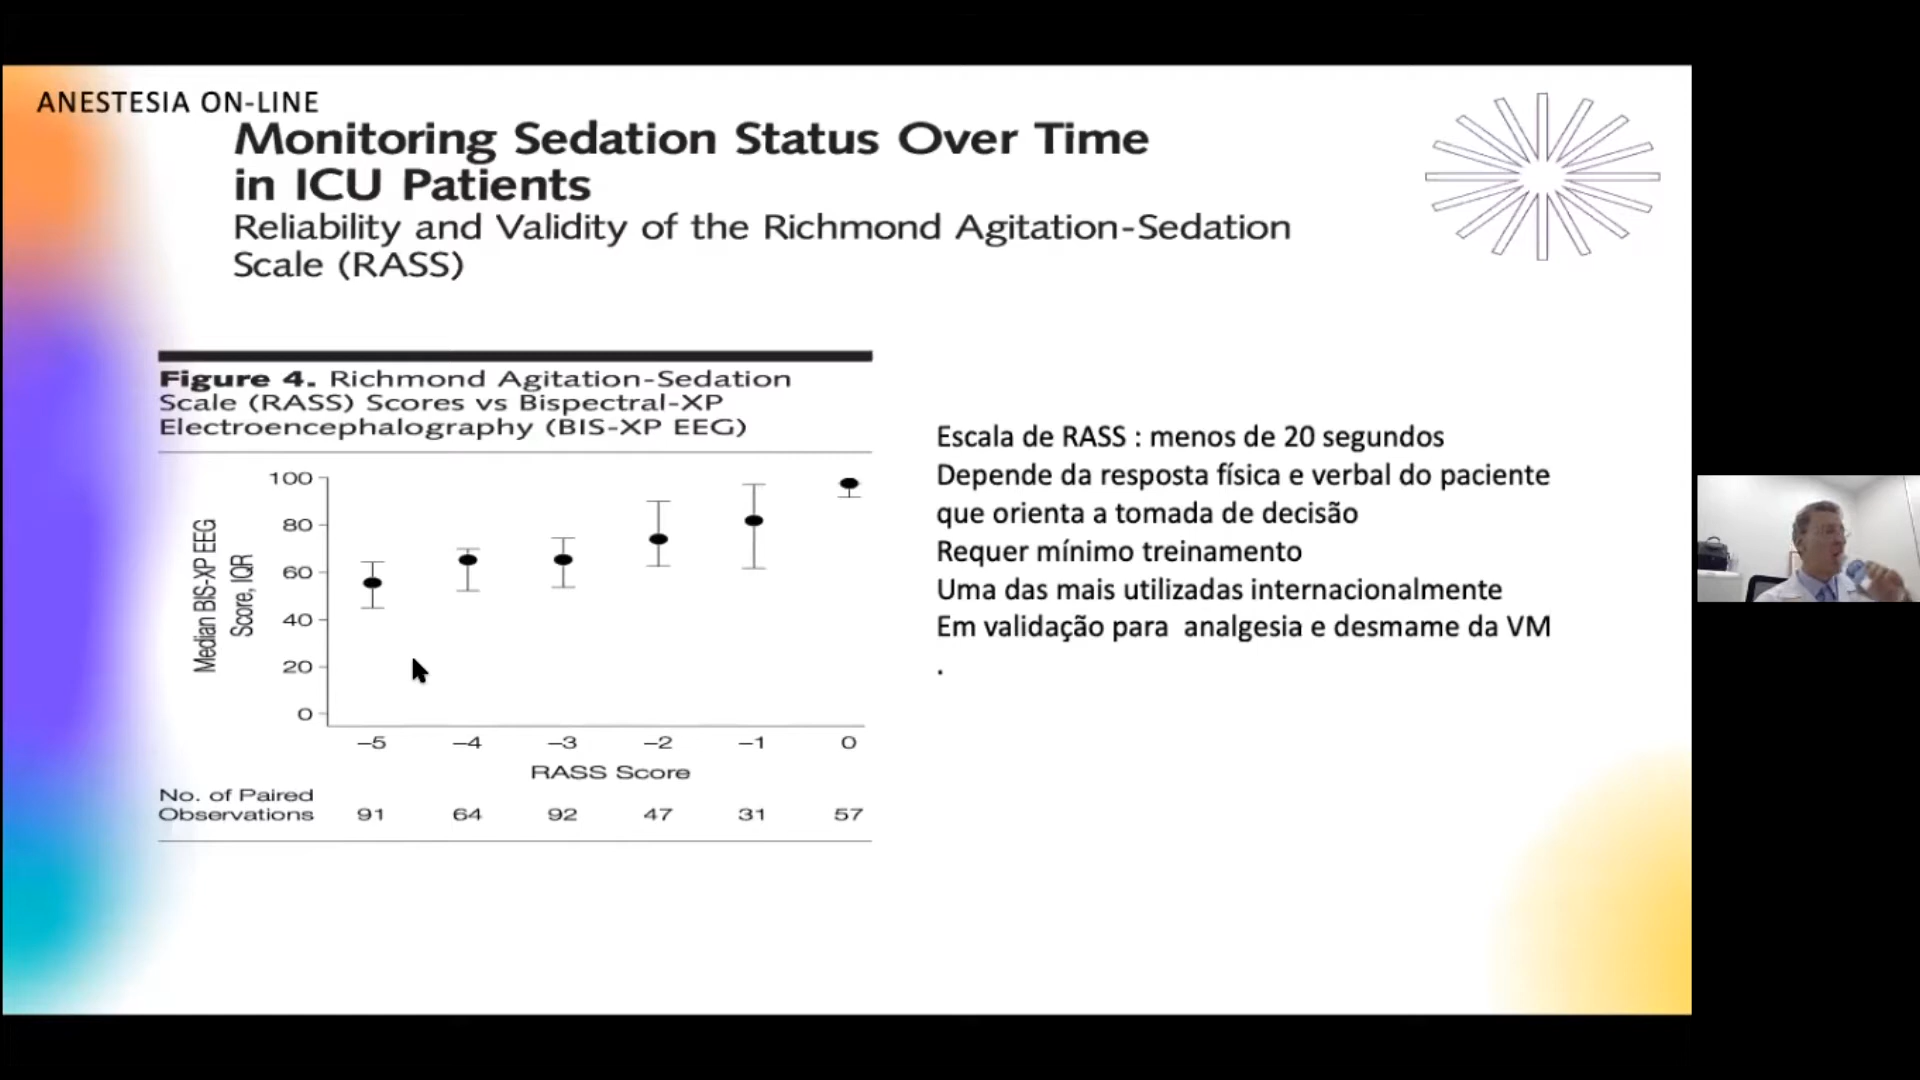 ANESTESIA ON-LINE
Monitoring Sedation Status Over Time
in ICU Patients
Reliability and Validity of the Richmond Agitation-Sedation
Scale (RASS)
Figure 4. Richmond Agitation-Sedation
Scale (RASS) Scores vs Bispectral-XP
Electroencephalography (BIS-XP EEG)
Median BIS-XP EEG
Score, IQR
100
80
60
40
20
0
–5 –4 –3 –2 –1 0
RASS Score
No. of Paired
Observations 91 64 92 47 31 57
Escala de RASS : menos de 20 segundos
Depende da resposta física e verbal do paciente
que orienta a tomada de decisão
Requer mínimo treinamento
Uma das mais utilizadas internacionalmente
Em validação para analgesia e desmame da VM
.